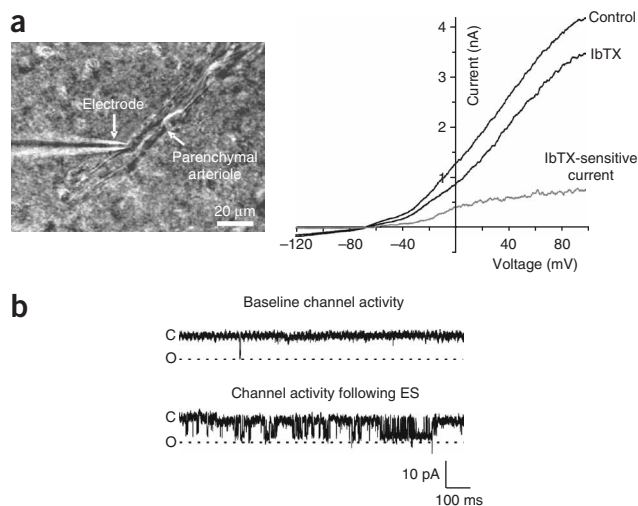 a
Electrode
Parenchymal
arteriole
20 μm
4
3
2
1
Current (nA)
Control
IbTX
IbTX-sensitive
current
–120
–80
–40
0
40
80
Voltage (mV)
b
Baseline channel activity
C
O
Channel activity following ES
C
O
10 pA
100 ms